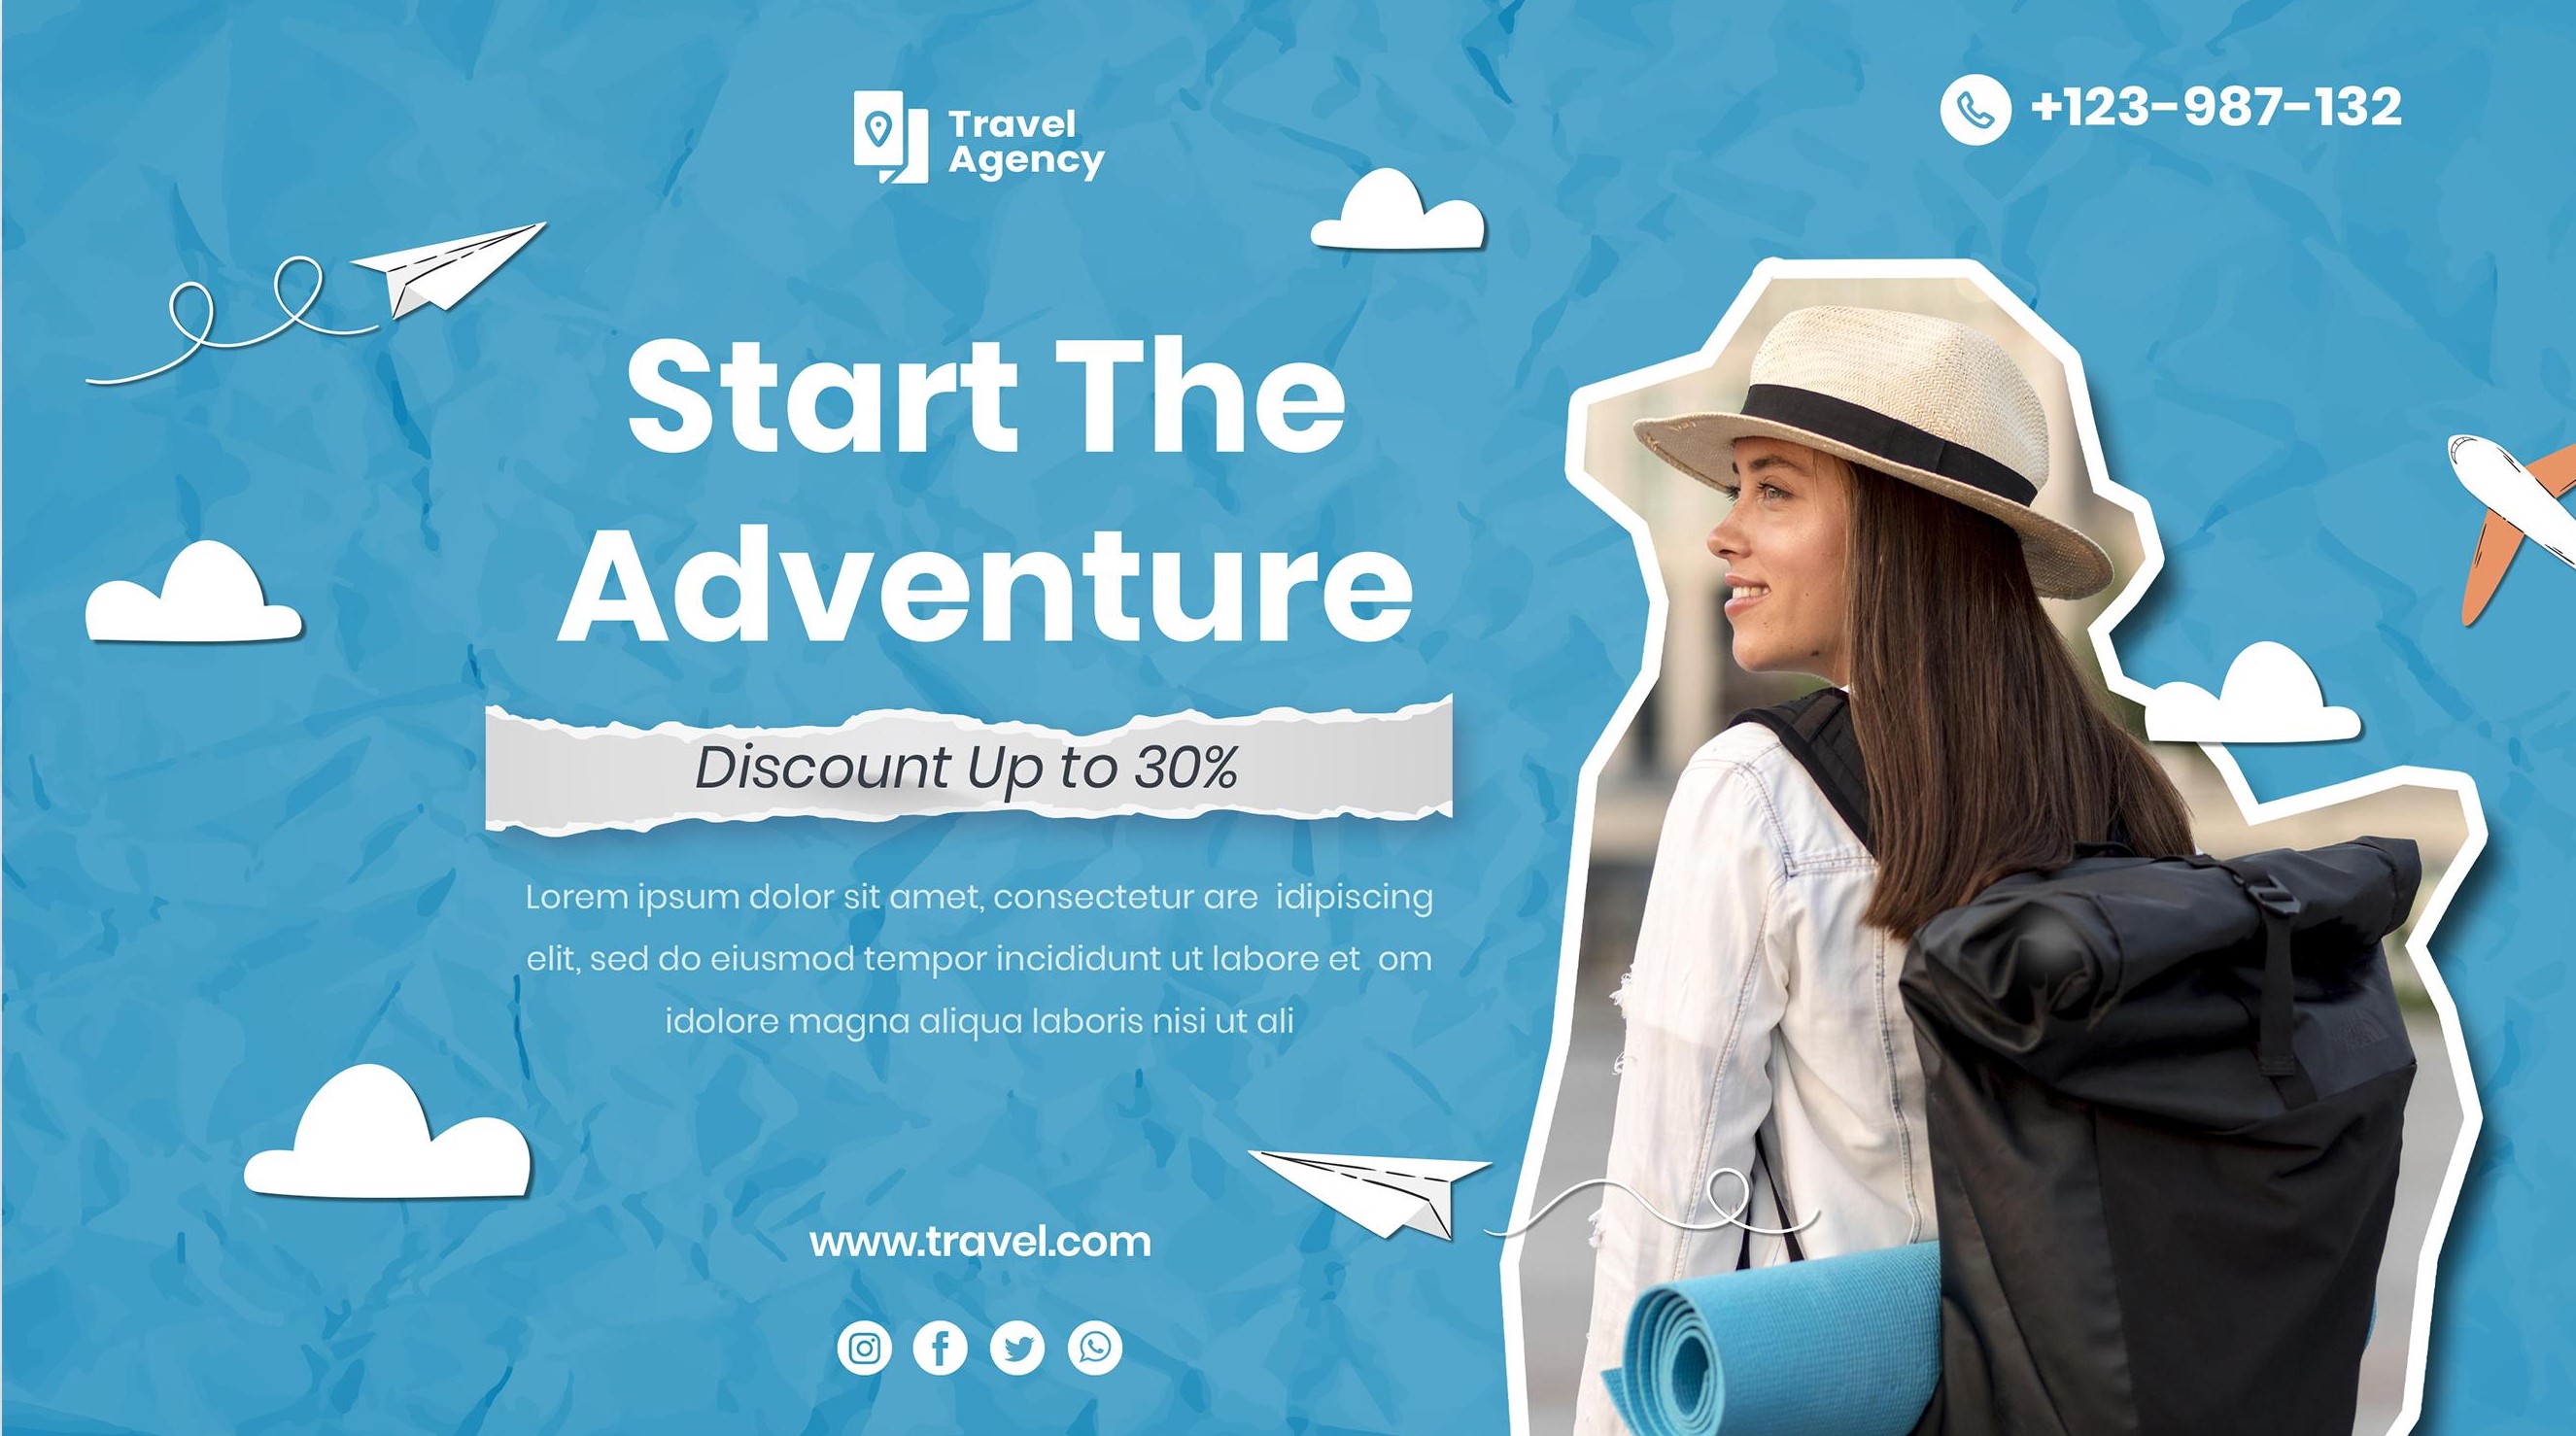 Travel
Agency
+123-987-132
Start The
Adventure
Discount Up to 30%
Lorem ipsum dolor sit amet, consectetur are idipiscing
elit, sed do eiusmod tempor incididunt ut labore et om
idolore magna aliqua laboris nisi ut ali
www.travel.com